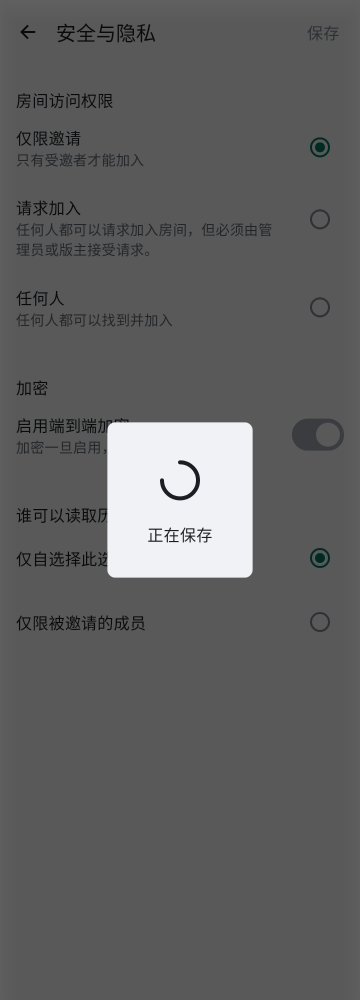 安全与隐私
保存
房间访问权限
仅限邀请
只有受邀者才能加入
请求加入
任何人都可以请求加入房间，但必须由管
理员或版主接受请求。
任何人
任何人都可以找到并加入
加密
启用端到端加密
加密一旦启用，
正在保存
谁可以读取历
仅自选择此选
仅限被邀请的成员